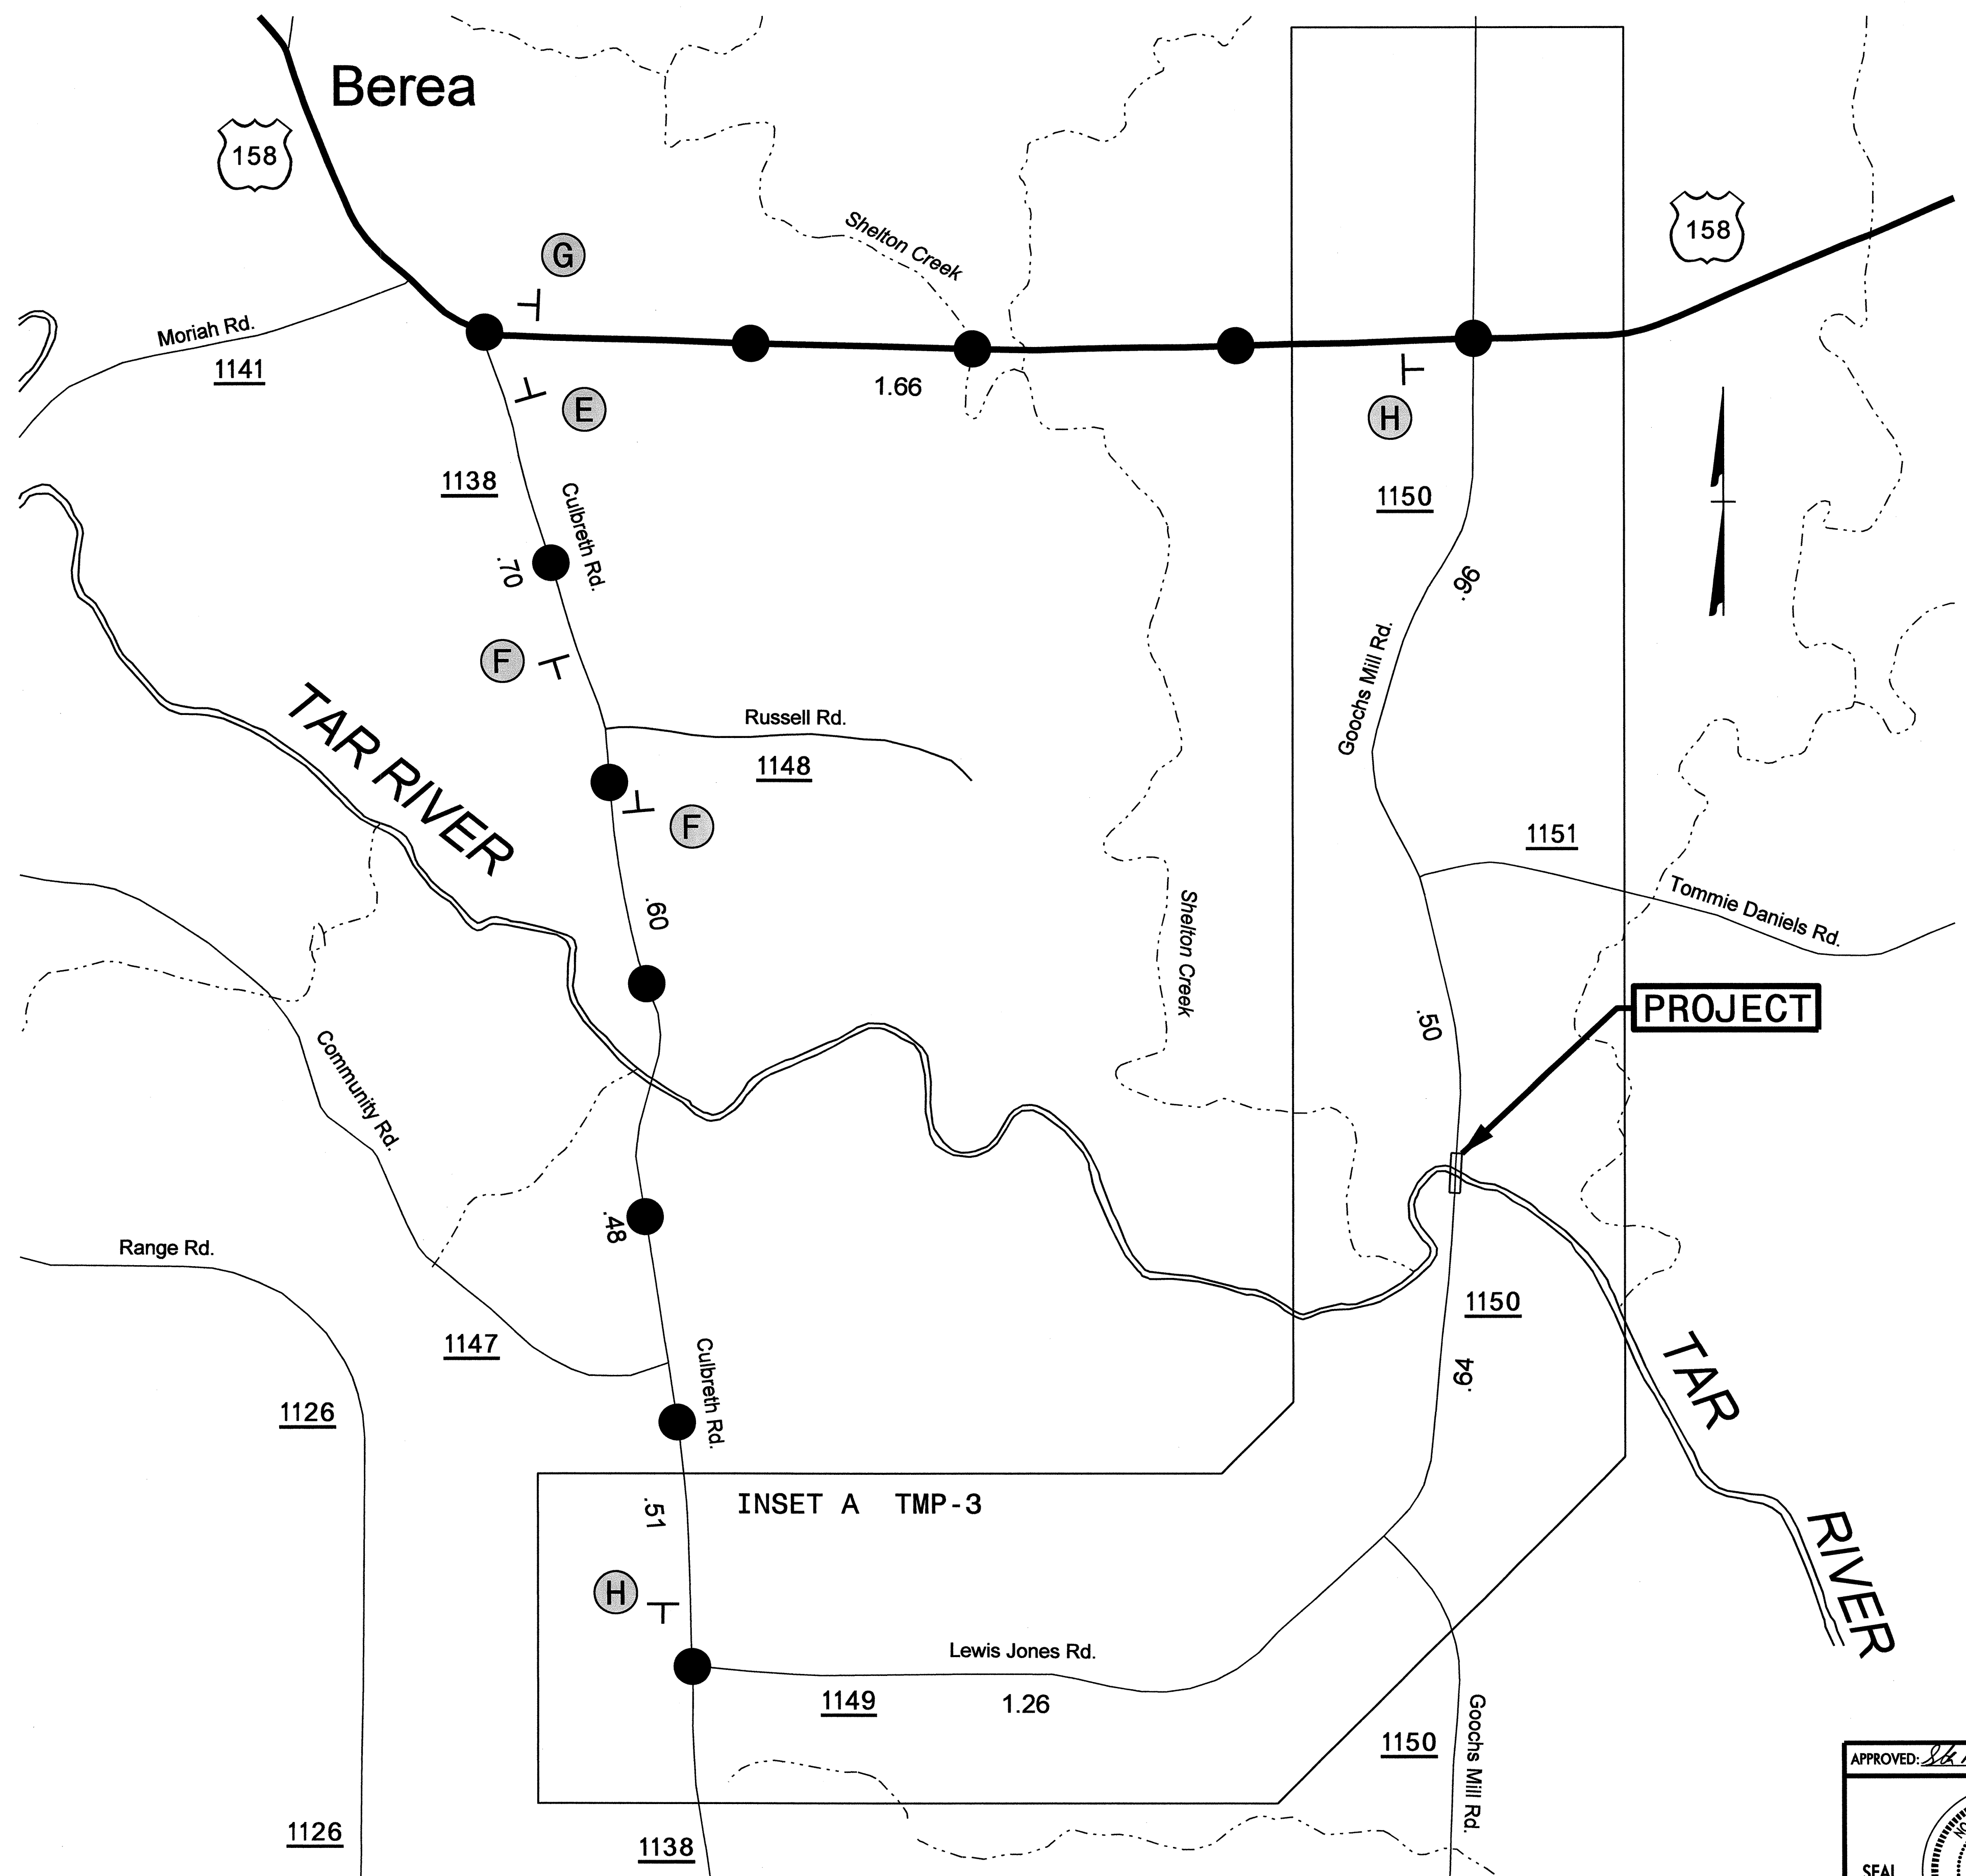 Berea
158
158
G
Shelton Creek
Moriah Rd.
1141
1.66
E
H
1138
Culbreth Rd.
1150
.70
.96
F
Goochs Mill Rd.
TAR RIVER
Russell Rd.
1148
F
1151
Tommie Daniels Rd.
.60
Shelton Creek
PROJECT
.50
Community Rd.
.48
Range Rd.
1150
1147
Culbreth Rd.
.64
TAR RIVER
1126
INSET A TMP-3
.51
H
Lewis Jones Rd.
1149
1.26
1150
Goochs Mill Rd.
APPROVED:
1126
1138
SEAL